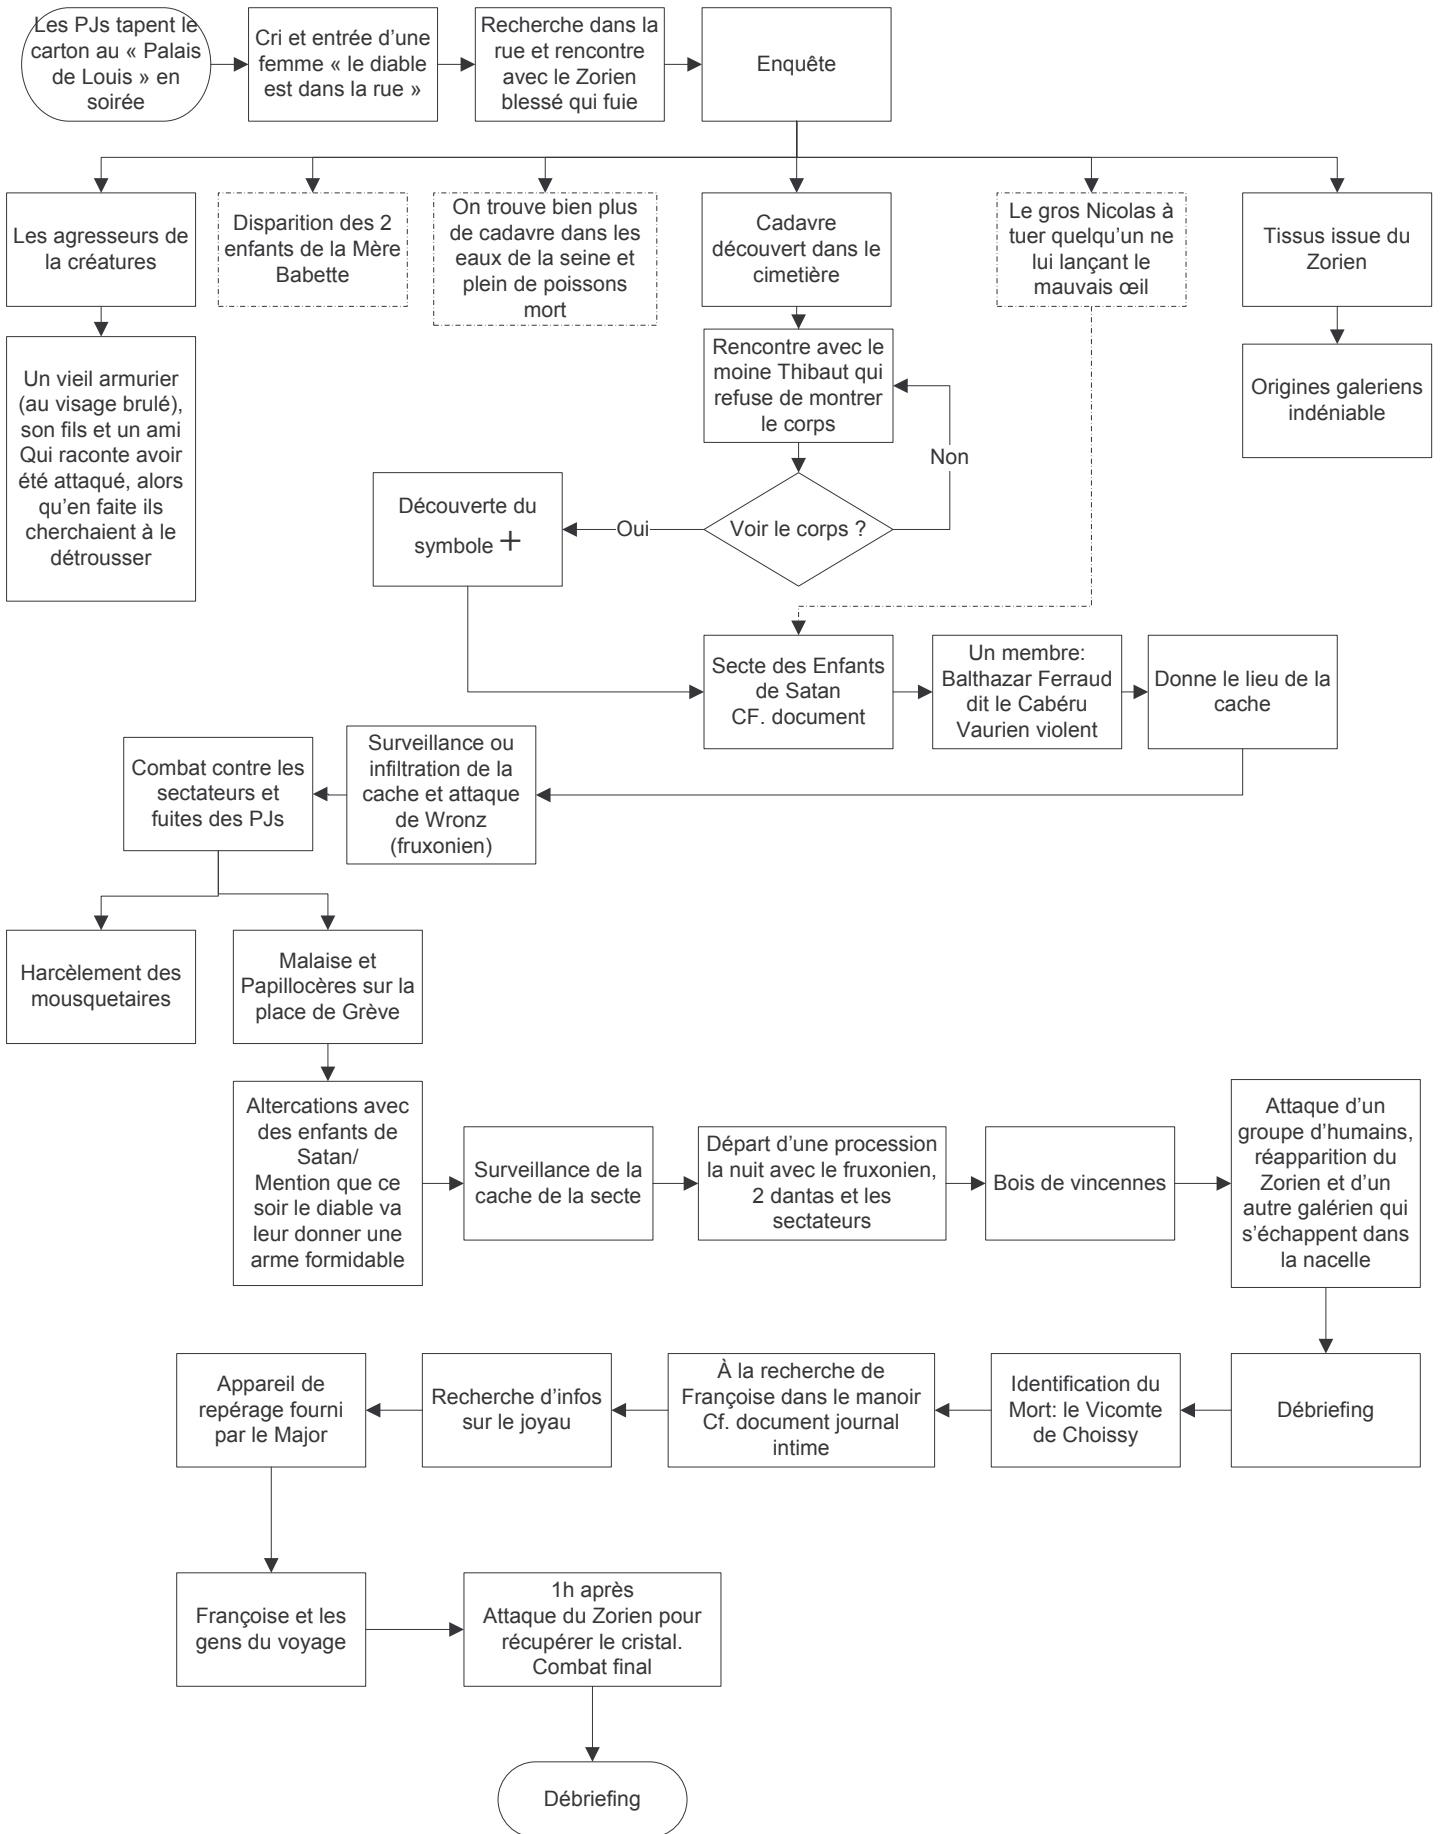 Les PJs tapent le
carton au « Palais
de Louis » en
soirée
Cri et entrée d'une
femme « le diable
est dans la rue »
Recherche dans la
rue et rencontre
avec le Zorien
blessé qui fuie
Enquête
Les agresseurs de
la créatures
Disparition des 2
enfants de la Mère
Babette
On trouve bien plus
de cadavre dans les
eaux de la seine et
plein de poissons
mort
Cadavre
découvert dans le
cimetière
Le gros Nicolas à
tuer quelqu'un ne
lui lançant le
mauvais œil
Tissus issue du
Zorien
Un vieil armurier
(au visage brulé),
son fils et un ami
Qui raconte avoir
été attaqué, alors
qu'en faite ils
cherchaient à le
détrousser
Rencontre avec le
moine Thibaut qui
refuse de montrer
le corps
Origines galeriens
indéniable
Non
Voir le corps ?
Oui
Découverte du
symbole +
Secte des Enfants
de Satan
CF. document
Un membre:
Balthazar Ferraud
dit le Cabéru
Vaurien violent
Donne le lieu de la
cache
Surveillance ou
infiltration de la
cache et attaque
de Wronz
(fruxonien)
Combat contre les
sectateurs et
fuites des PJs
Harcèlement des
mousquetaires
Malaise et
Papillocères sur la
place de Grève
Altercations avec
des enfants de
Satan/
Mention que ce
soir le diable va
leur donner une
arme formidable
Surveillance de la
cache de la secte
Départ d'une procession
la nuit avec le fruxonien,
2 dantas et les
sectateurs
Bois de vincennes
Attaque d'un
groupe d'humains,
réapparition du
Zorien et d'un
autre galérien qui
s'échappent dans
la nacelle
Débriefing
Identification du
Mort: le Vicomte
de Choissy
À la recherche de
Françoise dans le manoir
Cf. document journal
intime
Recherche d'infos
sur le joyau
Appareil de
repérage fourni
par le Major
Françoise et les
gens du voyage
1h après
Attaque du Zorien pour
récupérer le cristal.
Combat final
Débriefing